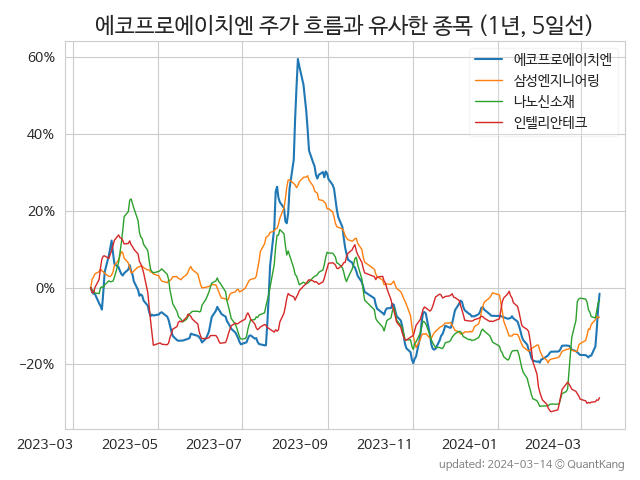 에코프로에이치엔 주가 흐름과 유사한 종목 (1년, 5일선)
에코프로에이치엔
삼성엔지니어링
나노신소재
인텔리안테크
60%
40%
20%
0%
−20%
2023-03 2023-05 2023-07 2023-09 2023-11 2024-01 2024-03
updated: 2024-03-14 © QuantKang